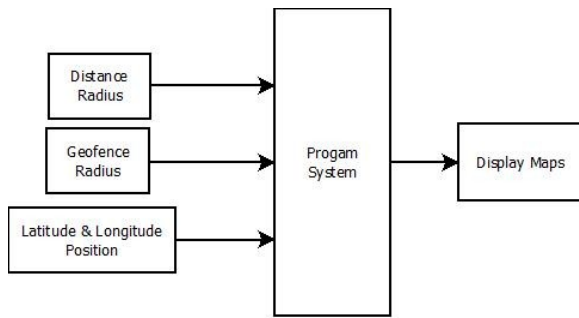 Distance
Radius
Geofence
Radius
Latitude & Longitude
Position
Progam
System
Display Maps